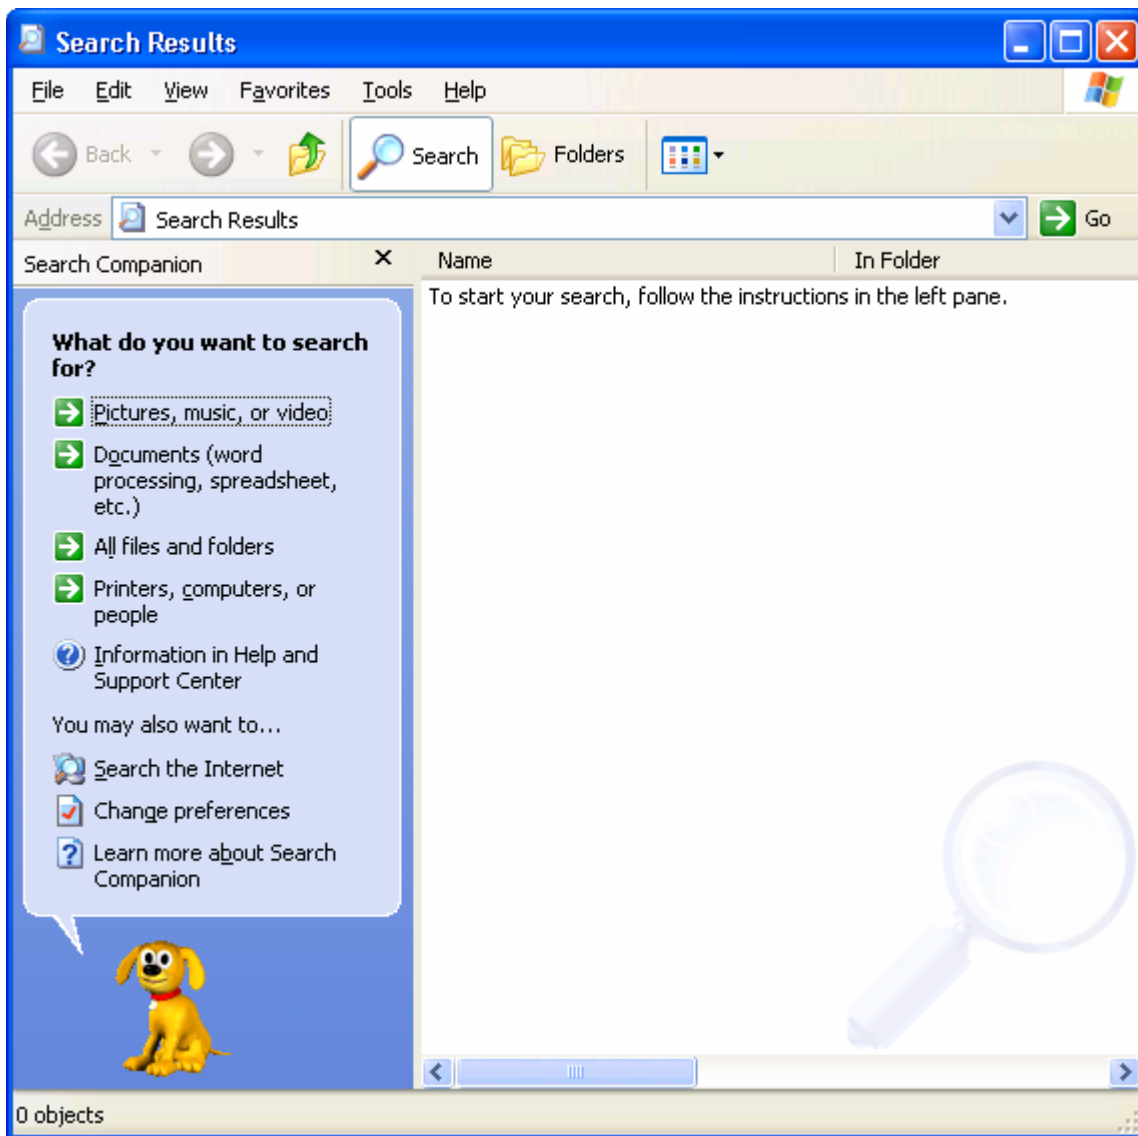 Search Results
File Edit View Favorites Tools Help
Back Search Folders
Address Search Results Go
Search Companion
Name In Folder
What do you want to search
for?
Pictures, music, or video
Documents (word
processing, spreadsheet,
etc.)
All files and folders
Printers, computers, or
people
Information in Help and
Support Center
You may also want to...
Search the Internet
Change preferences
Learn more about Search
Companion
To start your search, follow the instructions in the left pane.
0 objects